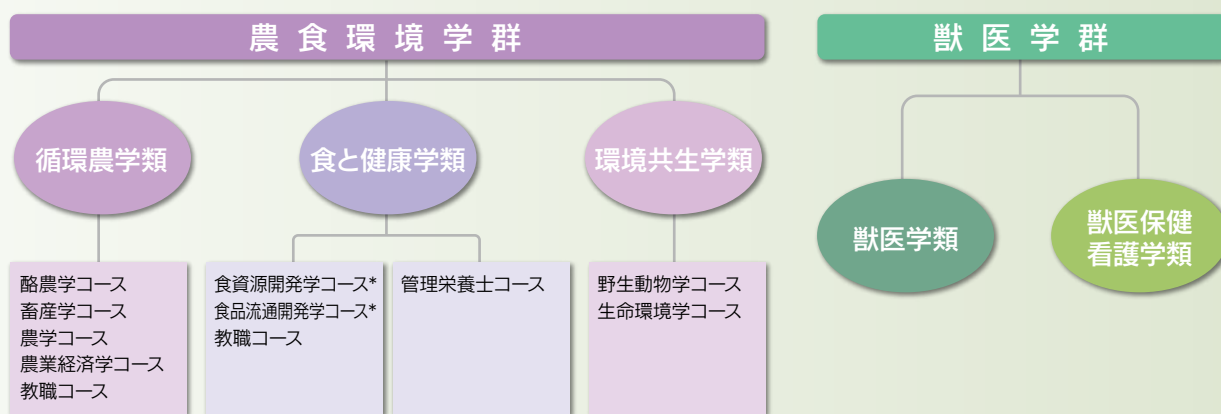 農食環境学群
獣医学群
循環農学類
食と健康学類
環境共生学類
獣医学類
獣医保健
看護学類
酪農学コース
畜産学コース
農学コース
農業経済学コース
教職コース
食資源開発学コース*
食品流通開発学コース*
教職コース
管理栄養士コース
野生動物学コース
生命環境学コース